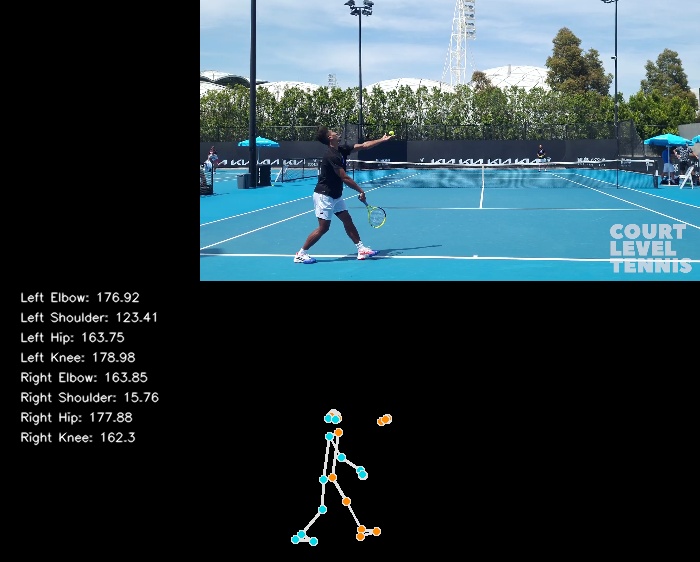 COURT
LEVEL
TENNIS
Left Elbow: 176.92
Left Shoulder: 123.41
Left Hip: 163.75
Left Knee: 178.98
Right Elbow: 163.85
Right Shoulder: 15.76
Right Hip: 177.88
Right Knee: 162.3